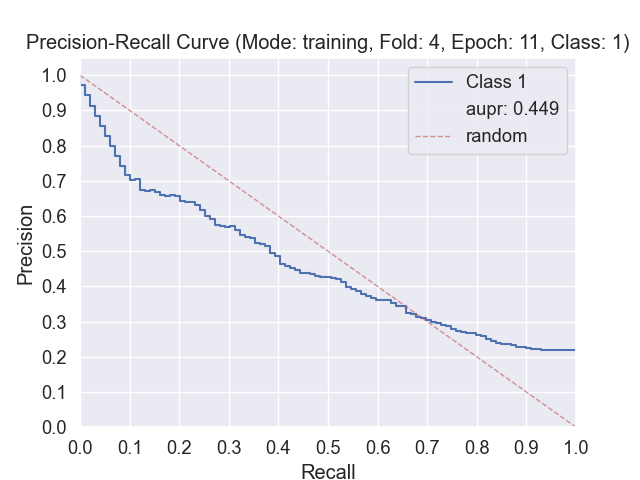 Precision-Recall Curve (Mode: training, Fold: 4, Epoch: 11, Class: 1)
1.0
0.9
0.8
0.7
0.6
0.5
0.4
0.3
0.2
0.1
0.0
Precision
Class 1
aupr: 0.449
random
0.0 0.1 0.2 0.3 0.4 0.5 0.6 0.7 0.8 0.9 1.0
Recall